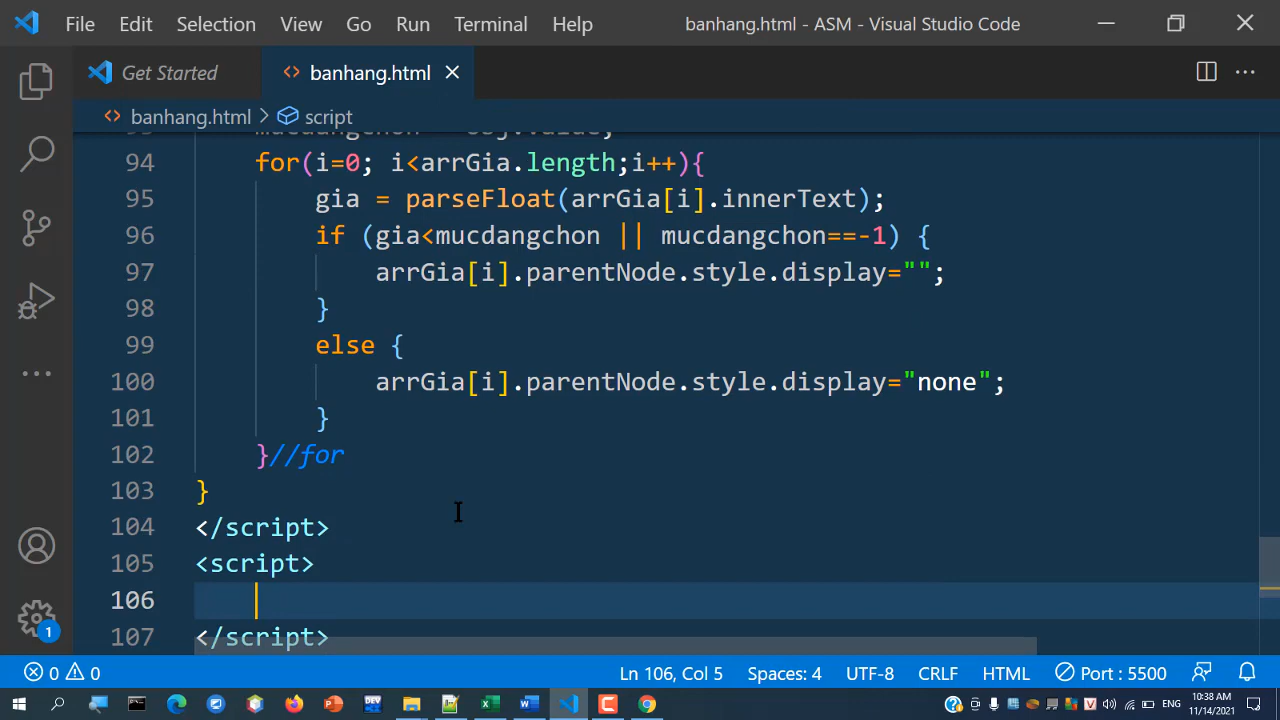 File Edit Selection View Go Run Terminal Help banhang.html - ASM - Visual Studio Code
Get Started banhang.html
banhang.html > script
94 for(i=0; i<arrGia.length;i++){
95 gia = parseFloat(arrGia[i].innerText);
96 if (gia<mucdangchon || mucdangchon==-1) {
97 arrGia[i].parentNode.style.display="";
98 }
99 else {
100 arrGia[i].parentNode.style.display="none";
101 }
102 }//for
103 }
104 </script>
105 <script>
106
107 </script>
1
0 0 Ln 106, Col 5 Spaces: 4 UTF-8 CRLF HTML Port : 5500
ENG 10:38 AM
11/14/2021